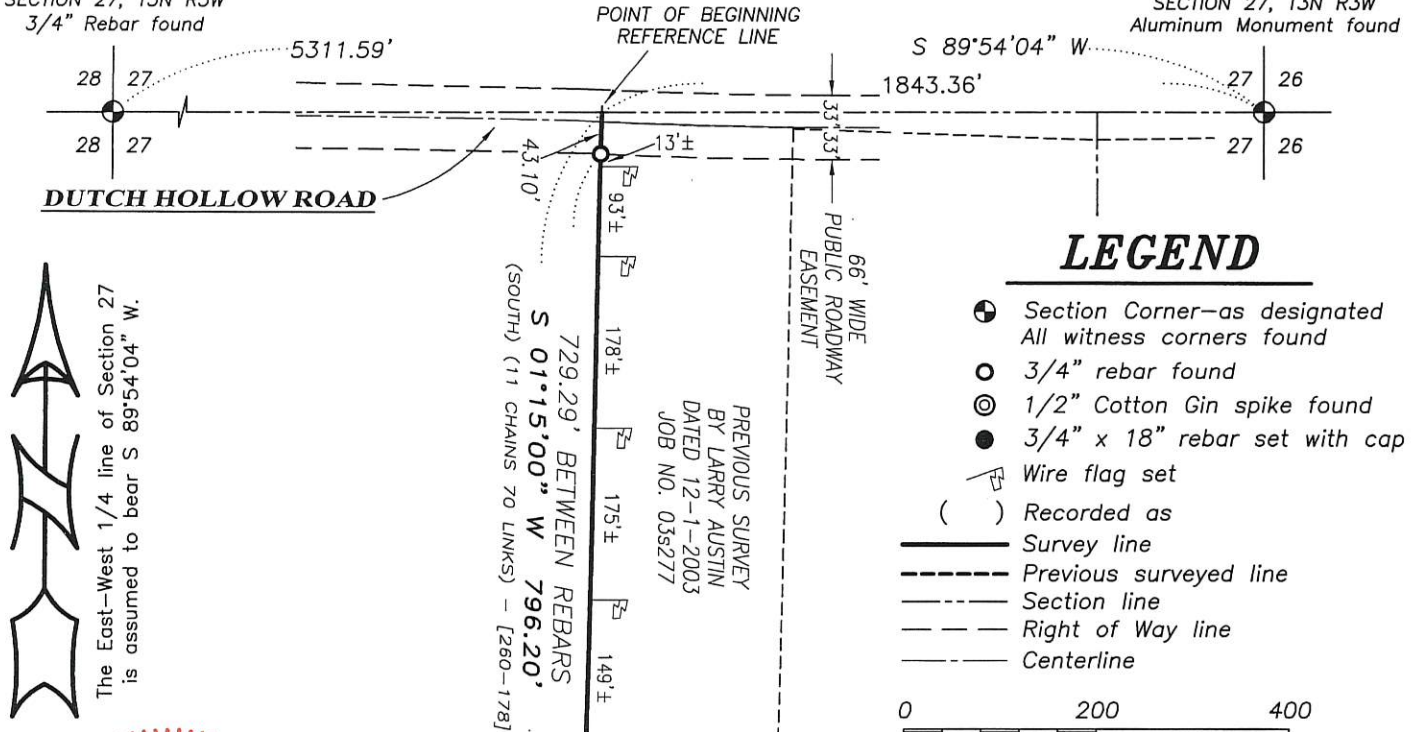 SECTION 27, 13N R3W
3/4" Rebar found
POINT OF BEGINNING
REFERENCE LINE
SECTION 27, 13N R3W
Aluminum Monument found
5311.59'
S 89°54'04" W
1843.36'
28 27
28 27
27 26
27 26
33' 33'
43.10'
13'±
DUTCH HOLLOW ROAD
93'±
178'±
175'±
149'±
66' WIDE
PUBLIC ROADWAY
EASEMENT
PREVIOUS SURVEY
BY LARRY AUSTIN
DATED 12-1-2003
JOB NO. 03s277
729.29' BETWEEN REBARS
S 01°15'00" W 796.20'
(SOUTH) (11 CHAINS 70 LINKS) - [260-178]
The East-West 1/4 line of Section 27
is assumed to bear S 89°54'04" W.
LEGEND
Section Corner-as designated
All witness corners found
3/4" rebar found
1/2" Cotton Gin spike found
3/4" x 18" rebar set with cap
Wire flag set
( ) Recorded as
Survey line
Previous surveyed line
Section line
Right of Way line
Centerline
0 200 400